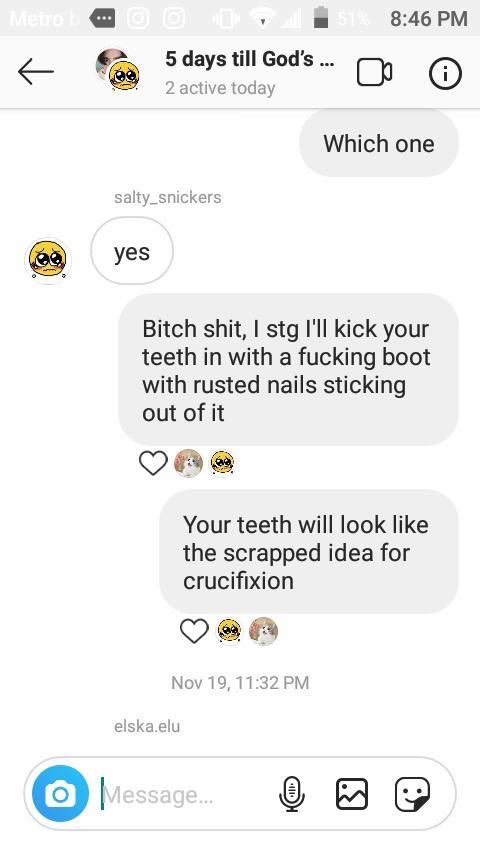 Metro b
51% 8:46 PM
5 days till God's ...
2 active today
Which one
salty_snickers
yes
Bitch shit, I stg I'll kick your
teeth in with a fucking boot
with rusted nails sticking
out of it
Your teeth will look like
the scrapped idea for
crucifixion
Nov 19, 11:32 PM
elska.elu
Message...